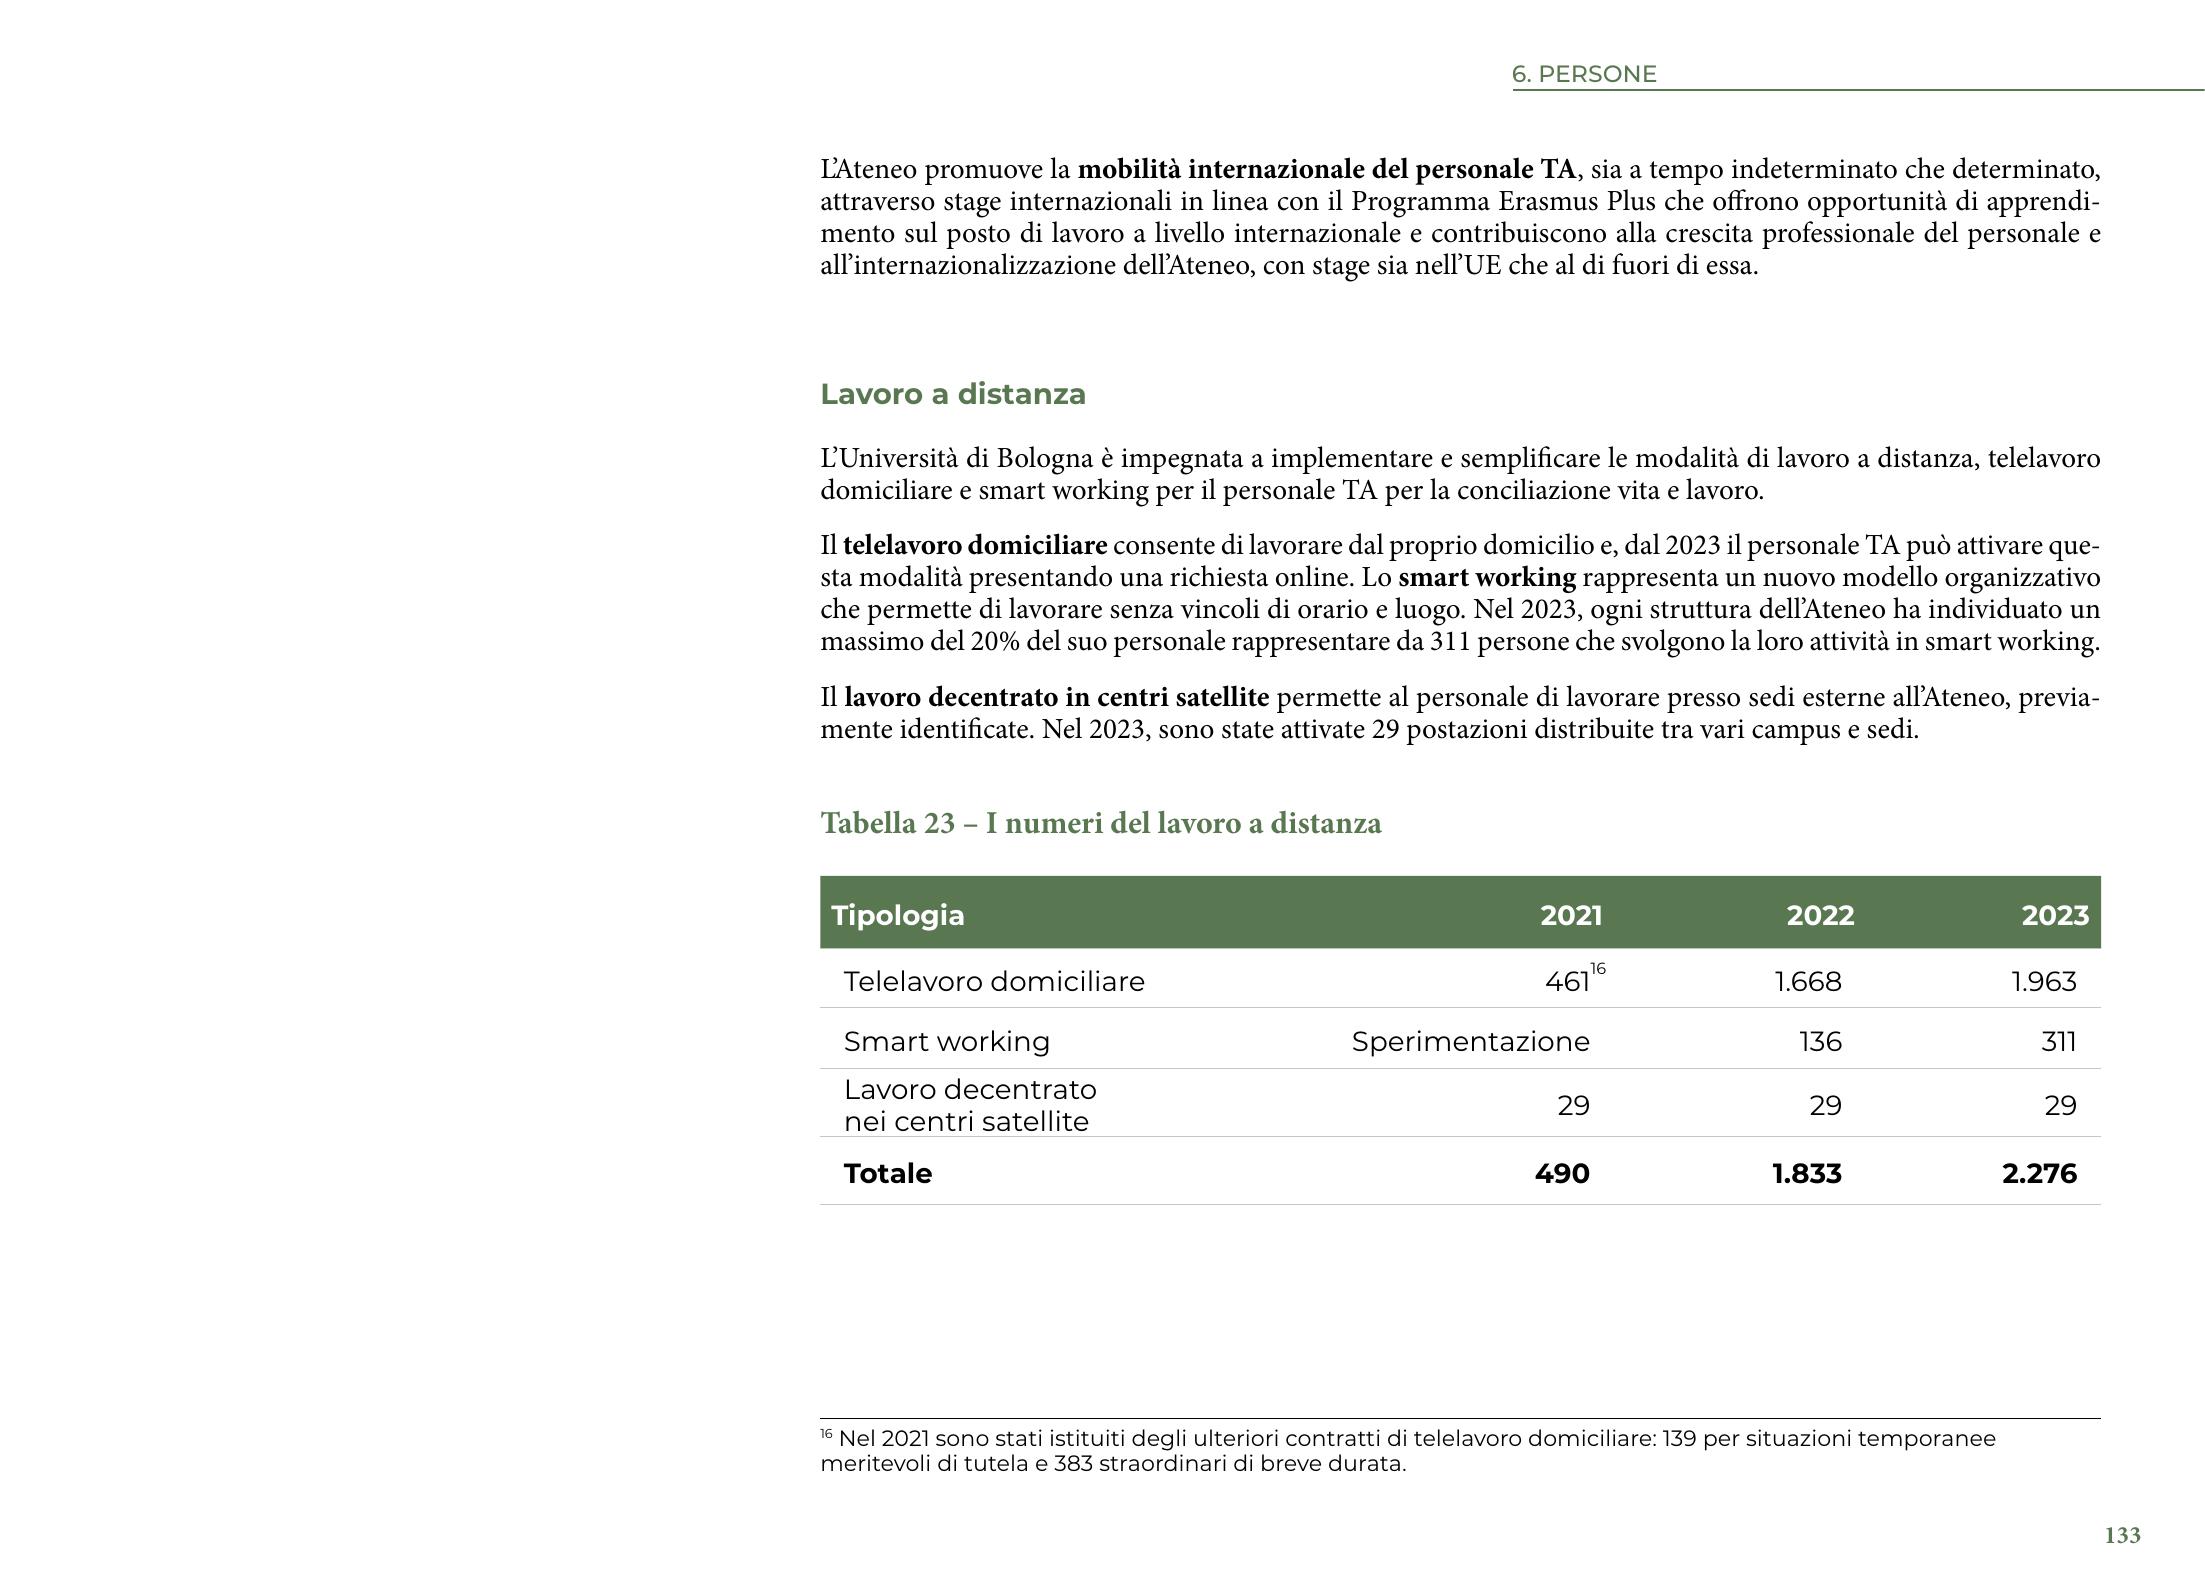 6. PERSONE
L’Ateneo promuove la mobilità internazionale del personale TA, sia a tempo indeterminato che determinato,
attraverso stage internazionali in linea con il Programma Erasmus Plus che offrono opportunità di apprendi-
mento sul posto di lavoro a livello internazionale e contribuiscono alla crescita professionale del personale e
all’internazionalizzazione dell’Ateneo, con stage sia nell’UE che al di fuori di essa.
Lavoro a distanza
L’Università di Bologna è impegnata a implementare e semplificare le modalità di lavoro a distanza, telelavoro
domiciliare e smart working per il personale TA per la conciliazione vita e lavoro.
Il telelavoro domiciliare consente di lavorare dal proprio domicilio e, dal 2023 il personale TA può attivare que-
sta modalità presentando una richiesta online. Lo smart working rappresenta un nuovo modello organizzativo
che permette di lavorare senza vincoli di orario e luogo. Nel 2023, ogni struttura dell’Ateneo ha individuato un
massimo del 20% del suo personale rappresentare da 311 persone che svolgono la loro attività in smart working.
Il lavoro decentrato in centri satellite permette al personale di lavorare presso sedi esterne all’Ateneo, previa-
mente identificate. Nel 2023, sono state attivate 29 postazioni distribuite tra vari campus e sedi.
Tabella 23 – I numeri del lavoro a distanza
Tipologia 2021 2022 2023
Telelavoro domiciliare 461¹⁶ 1.668 1.963
Smart working Sperimentazione 136 311
Lavoro decentrato
nei centri satellite 29 29 29
Totale 490 1.833 2.276
¹⁶ Nel 2021 sono stati istituiti degli ulteriori contratti di telelavoro domiciliare: 139 per situazioni temporanee
meritevoli di tutela e 383 straordinari di breve durata.
133